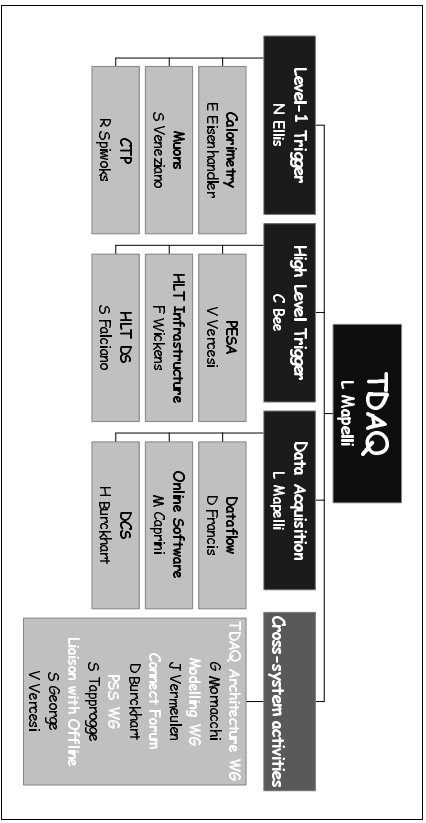 TDAQ
L Mapelli
Level-1 Trigger
N Ellis
Calorimetry
E Eisenhandler
Muons
S Veneziano
CTP
R Spiwoks
High Level Trigger
C Bee
PESA
V Vercesi
HLT Infrastructure
F Wickens
HLT DS
S Falciano
Data Acquisition
L Mapelli
Dataflow
D Francis
Online Software
M Caprini
DCS
H Burckhart
Cross-system activities
TDAQ Architecture WG
G Mornacchi
Modelling WG
J Vermeulen
Connect Forum
D Burckhart
PSS WG
S Tapprogge
Liaison with Offline
S George
V Vercesi